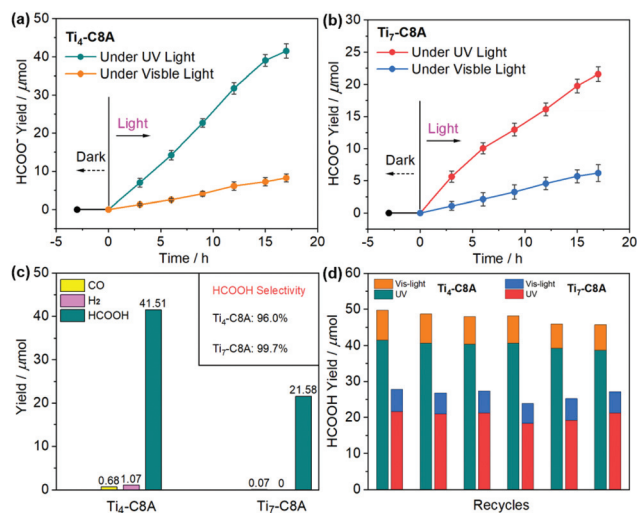 (a)
Ti₄-C8A
Under UV Light
Under Visble Light
Light
Dark
HCOO⁻ Yield / μmol
50
40
30
20
10
0
-5 0 5 10 15 20
Time / h
(b)
Ti₇-C8A
Under UV Light
Under Visble Light
Light
Dark
HCOO⁻ Yield / μmol
30
25
20
15
10
5
0
-5 0 5 10 15 20
Time / h
(c)
CO
H₂
HCOOH
HCOOH Selectivity
Ti₄-C8A: 96.0%
Ti₇-C8A: 99.7%
41.51
21.58
0.68 1.07
0.07 0
Yield / μmol
50
40
30
20
10
0
Ti₄-C8A Ti₇-C8A
(d)
Vis-light
UV
Ti₄-C8A
Vis-light
UV
Ti₇-C8A
HCOOH Yield / μmol
60
50
40
30
20
10
0
Recycles